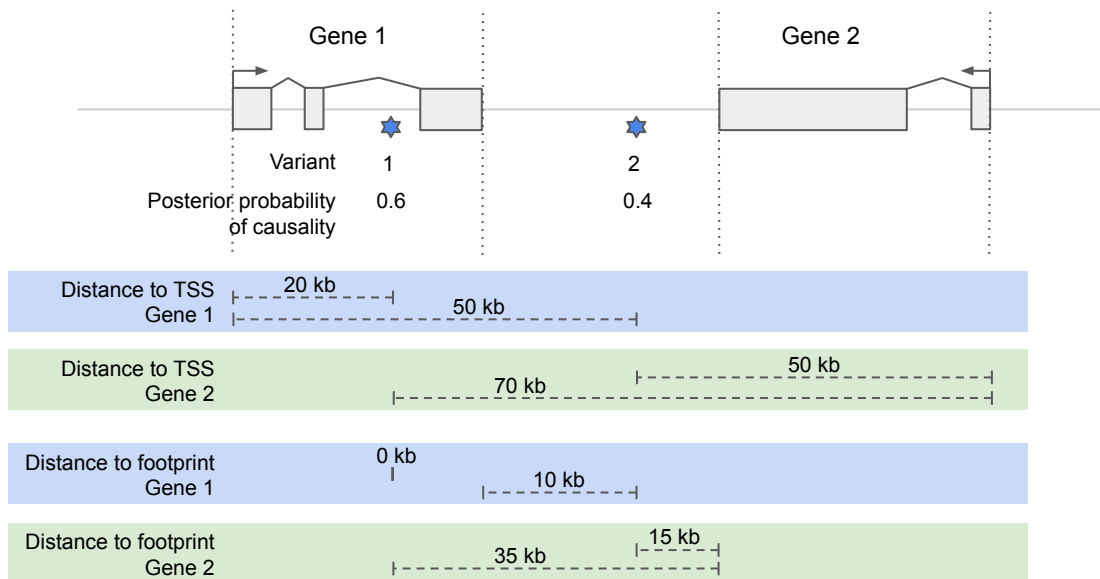 Gene 1
Gene 2
Variant
1
2
Posterior probability
of causality
0.6
0.4
Distance to TSS
Gene 1
20 kb
50 kb
Distance to TSS
Gene 2
50 kb
70 kb
Distance to footprint
Gene 1
0 kb
10 kb
Distance to footprint
Gene 2
15 kb
35 kb